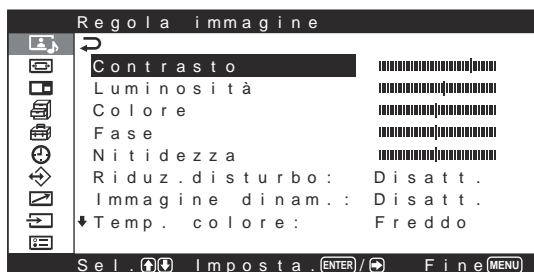 Regola immagine
Contrasto
Luminosità
Colore
Fase
Nitidezza
Riduz.disturbo: Disatt.
Immagine dinam.: Disatt.
Temp. colore: Freddo
Sel. Imposta. ENTER / Fine MENU